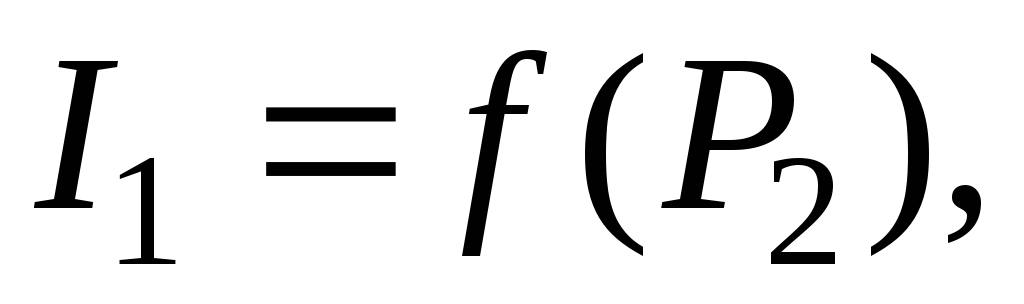 I₁ = f (P₂),